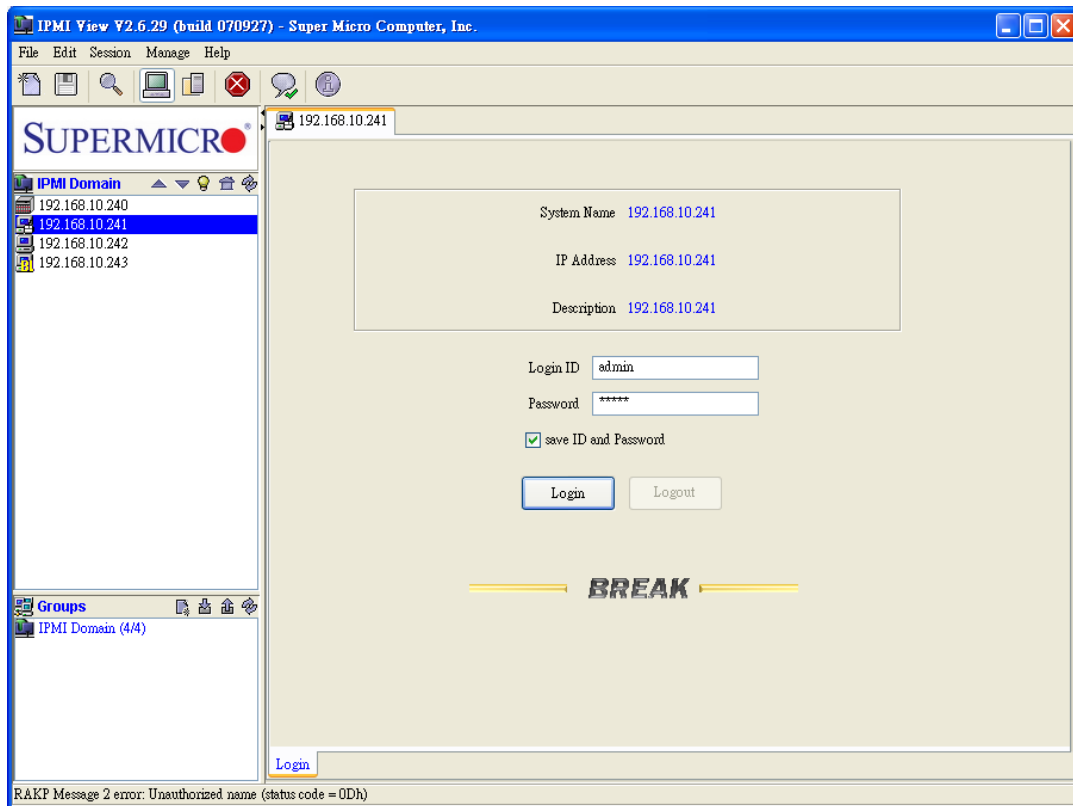 IPMI View V2.6.29 (build 070927) - Super Micro Computer, Inc.
File Edit Session Manage Help
SUPERMICRO®
192.168.10.241
IPMI Domain
192.168.10.240
192.168.10.241
192.168.10.242
192.168.10.243
System Name 192.168.10.241
IP Address 192.168.10.241
Description 192.168.10.241
Login ID admin
Password *****
save ID and Password
Login Logout
BREAK
Groups
IPMI Domain (4/4)
Login
RAKP Message 2 error: Unauthorized name (status code = 0Dh)